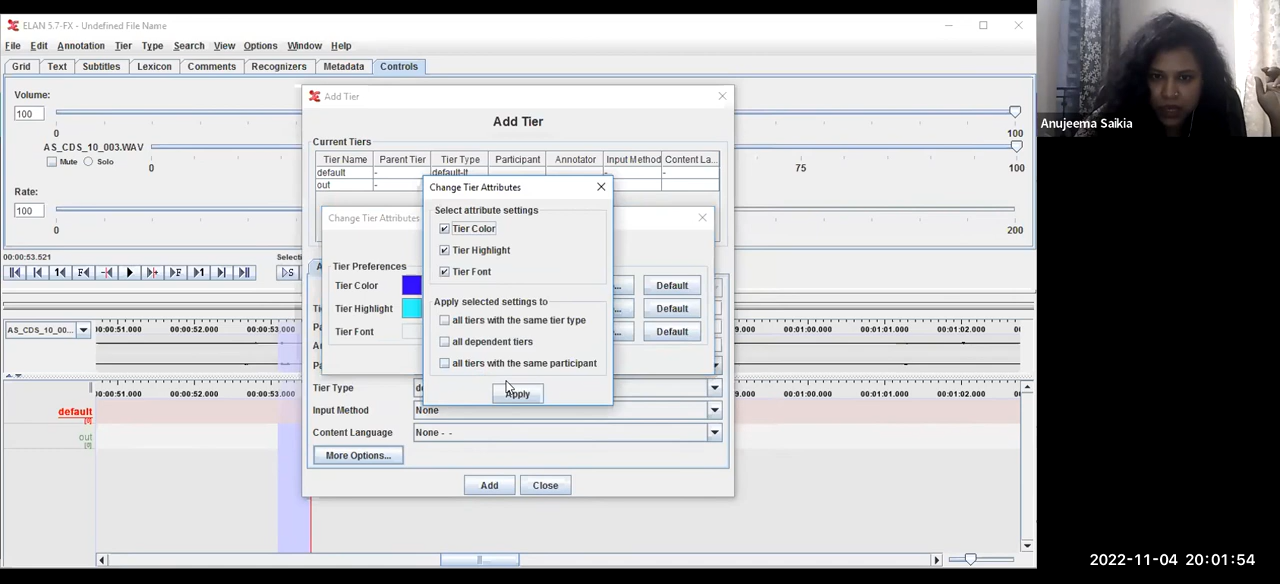 ELAN 5.7-FX - Undefined File Name
File Edit Annotation Tier Type Search View Options Window Help
Grid Text Subtitles Lexicon Comments Recognizers Metadata Controls
Volume:
100
0
100
AS_CDS_10_003.WAV
Mute Solo
0
75
100
Rate:
100
0
200
00:00:53.521
Selecti
Add Tier
Add Tier
Current Tiers
Tier Name Parent Tier Tier Type Participant Annotator Input Method Content La...
default - default-lt - -
out -
Change Tier Attributes
Tier Preferences
Tier Color ... Default
Tier Highlight ... Default
Tier Font ... Default
Change Tier Attributes
Select attribute settings
Tier Color
Tier Highlight
Tier Font
Apply selected settings to
all tiers with the same tier type
all dependent tiers
all tiers with the same participant
Apply
Tier Type de
Input Method None
Content Language None - -
More Options...
Add Close
AS_CDS_10_00...
00:00:51.000 00:00:52.000 00:00:53.000 9.000 00:01:00.000 00:01:01.000 00:01:02.000
00:00:51.000 00:00:52.000 00:00:53.000 9.000 00:01:00.000 00:01:01.000 00:01:02.000
default
[0]
out
[0]
Anujeema Saikia
2022-11-04 20:01:54